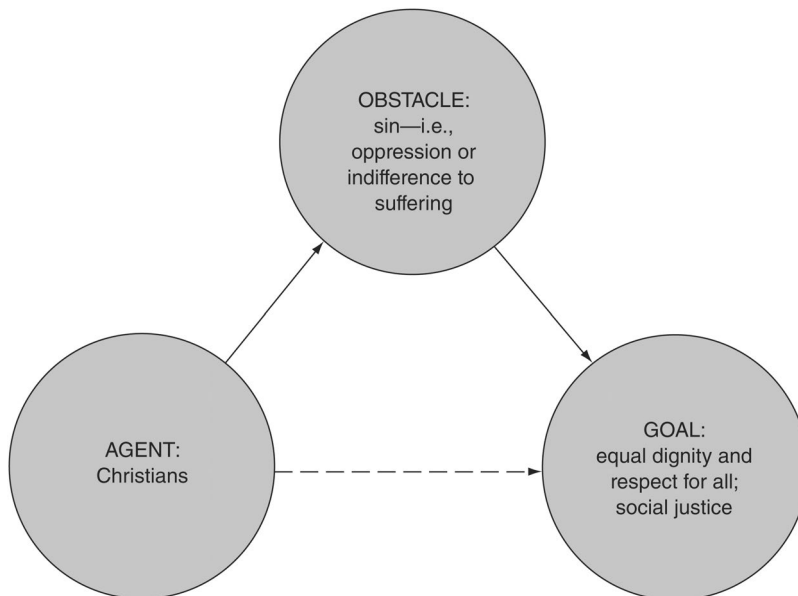 OBSTACLE:
sin—i.e.,
oppression or
indifference to
suffering
AGENT:
Christians
GOAL:
equal dignity and
respect for all;
social justice